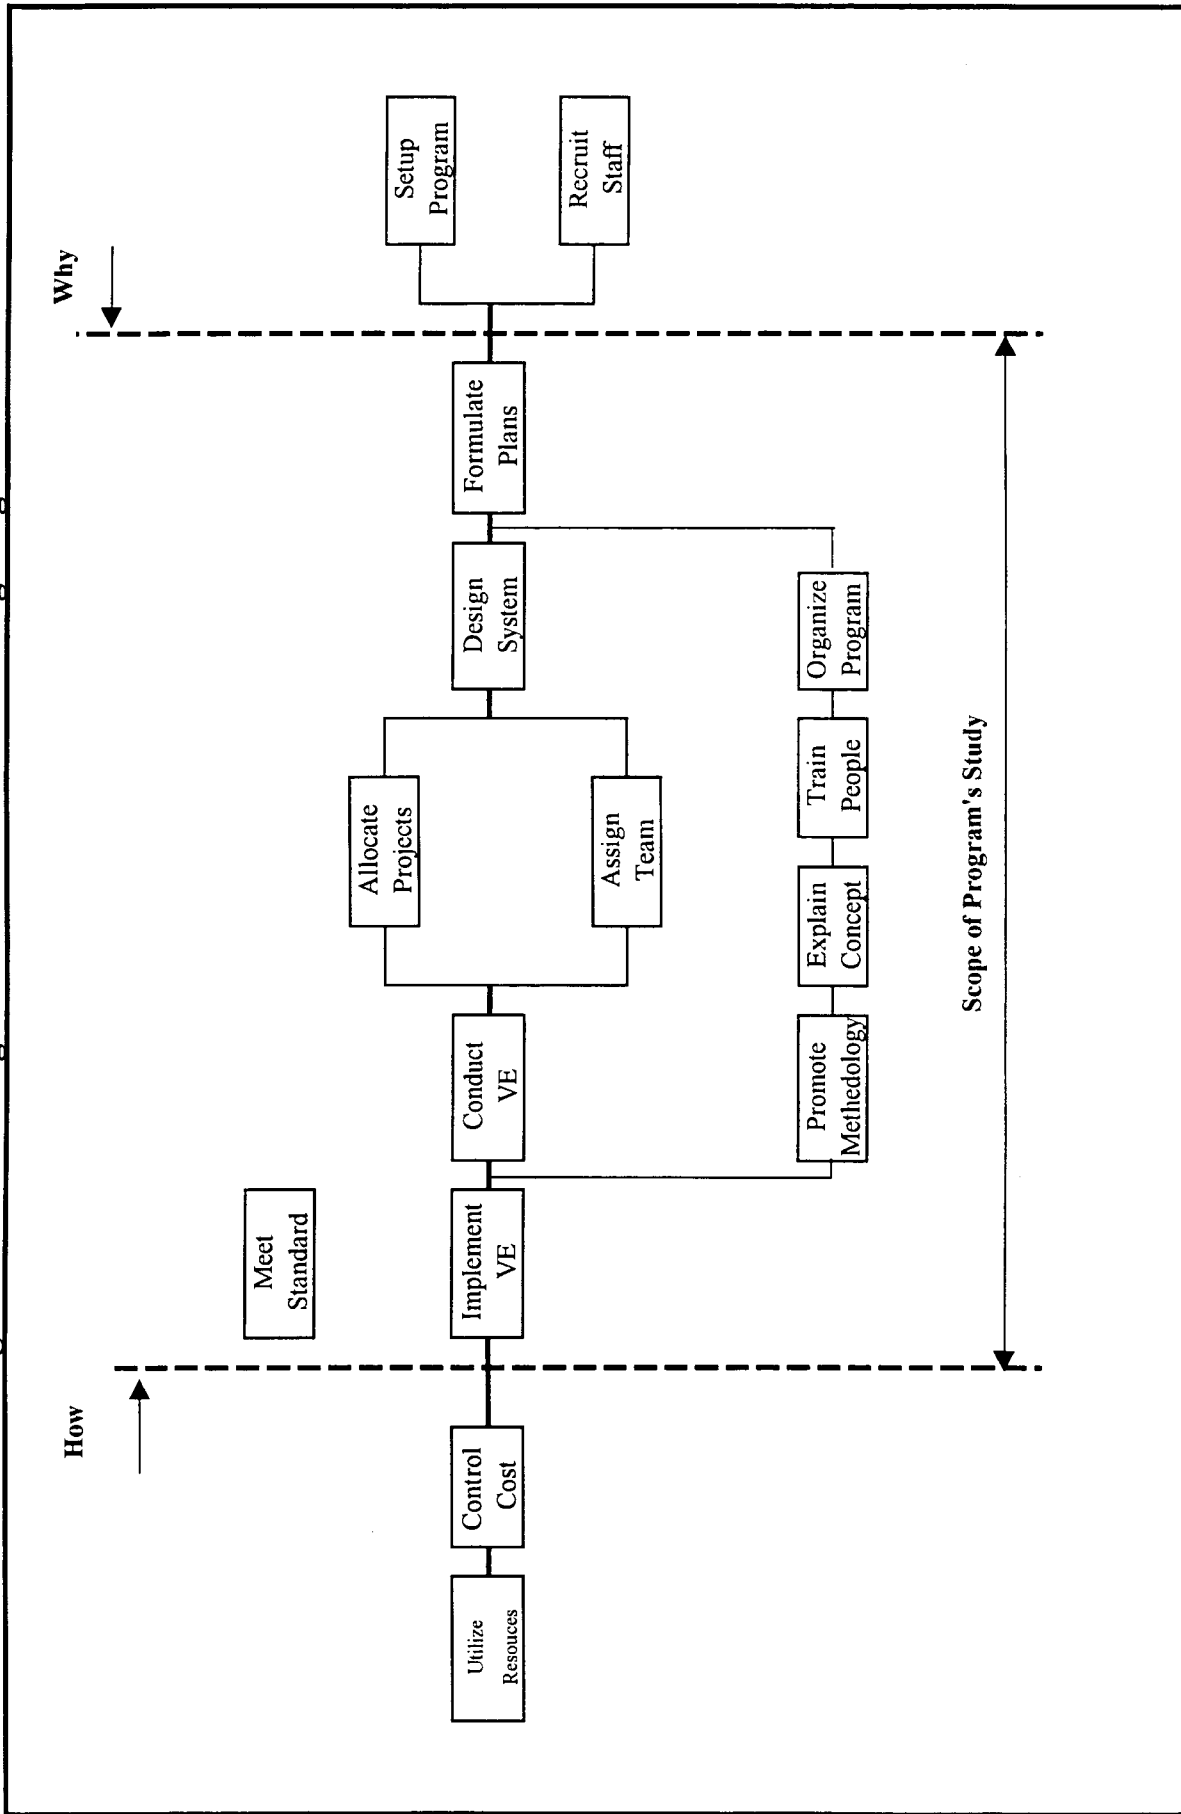 How
Why
Meet
Standard
Utilize
Resouces
Control
Cost
Implement
VE
Conduct
VE
Allocate
Projects
Assign
Team
Design
System
Formulate
Plans
Setup
Program
Recruit
Staff
Promote
Methedology
Explain
Concept
Train
People
Organize
Program
Scope of Program's Study